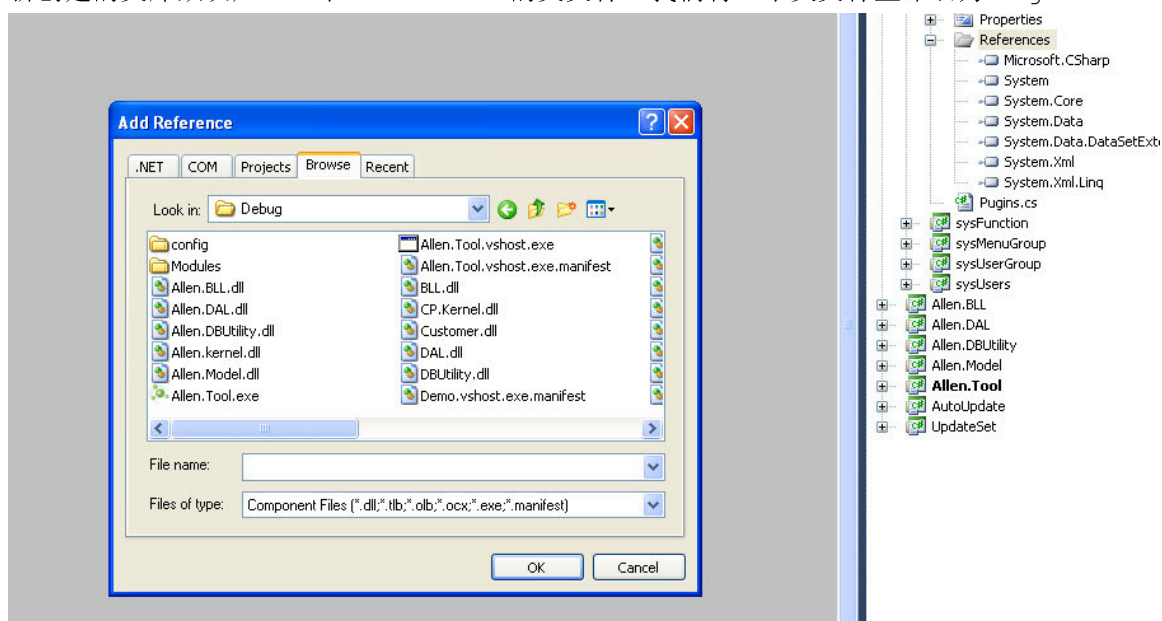 Add Reference
.NET COM Projects Browse Recent
Look in: Debug
config
Modules
Allen.BLL.dll
Allen.DAL.dll
Allen.DBUtility.dll
Allen.kernel.dll
Allen.Model.dll
Allen.Tool.exe
Allen.Tool.vshost.exe
Allen.Tool.vshost.exe.manifest
BLL.dll
CP.Kernel.dll
Customer.dll
DAL.dll
DBUtility.dll
Demo.vshost.exe.manifest
File name:
Files of type: Component Files (*.dll;*.tlb;*.olb;*.ocx;*.exe;*.manifest)
OK Cancel
Properties
References
Microsoft.CSharp
System
System.Core
System.Data
System.Data.DataSetExte
System.Xml
System.Xml.Linq
Pugins.cs
sysFunction
sysMenuGroup
sysUserGroup
sysUsers
Allen.BLL
Allen.DAL
Allen.DBUtility
Allen.Model
Allen.Tool
AutoUpdate
UpdateSet